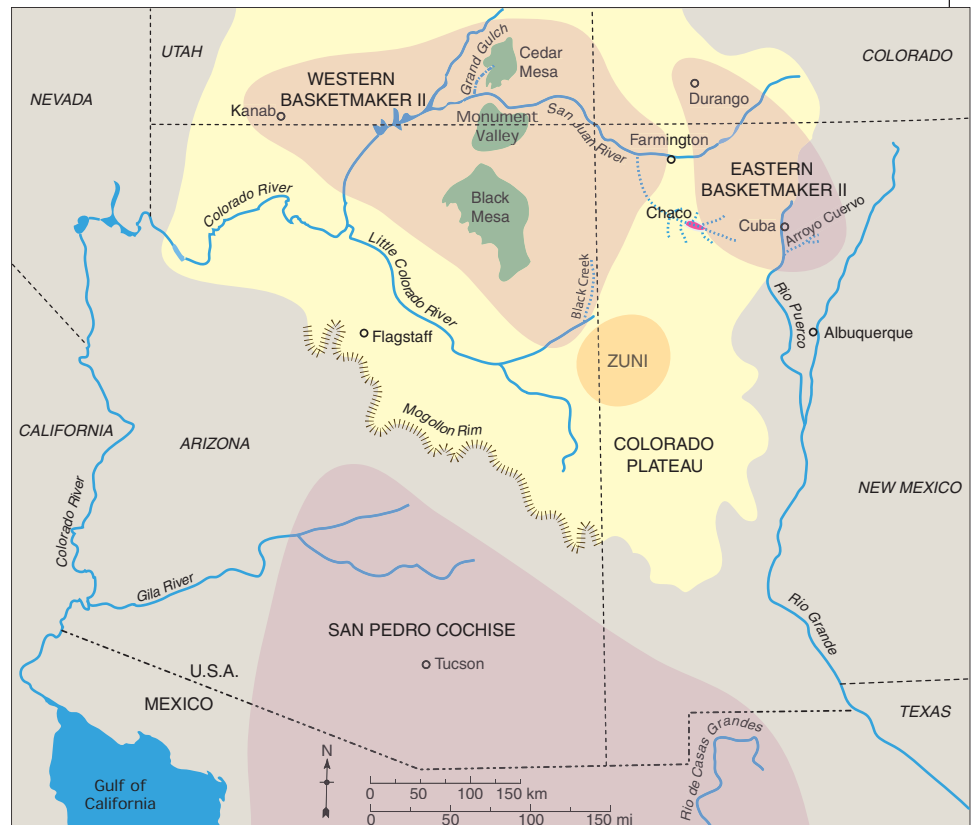 UTAH
COLORADO
NEVADA
Grand Gulch
Cedar
Mesa
WESTERN
BASKETMAKER II
Kanab
Durango
Monument
Valley
San Juan River
Farmington
EASTERN
BASKETMAKER II
Black
Mesa
Colorado River
Chaco
Cuba
Arroyo Cuervo
Little Colorado River
Black Creek
Rio Puerco
Flagstaff
Albuquerque
ZUNI
Mogollon Rim
CALIFORNIA
ARIZONA
COLORADO
PLATEAU
NEW MEXICO
Colorado River
Gila River
Rio Grande
SAN PEDRO COCHISE
Tucson
U.S.A.
MEXICO
TEXAS
Rio de Casas Grandes
Gulf of
California
N
0 50 100 150 km
0 50 100 150 mi